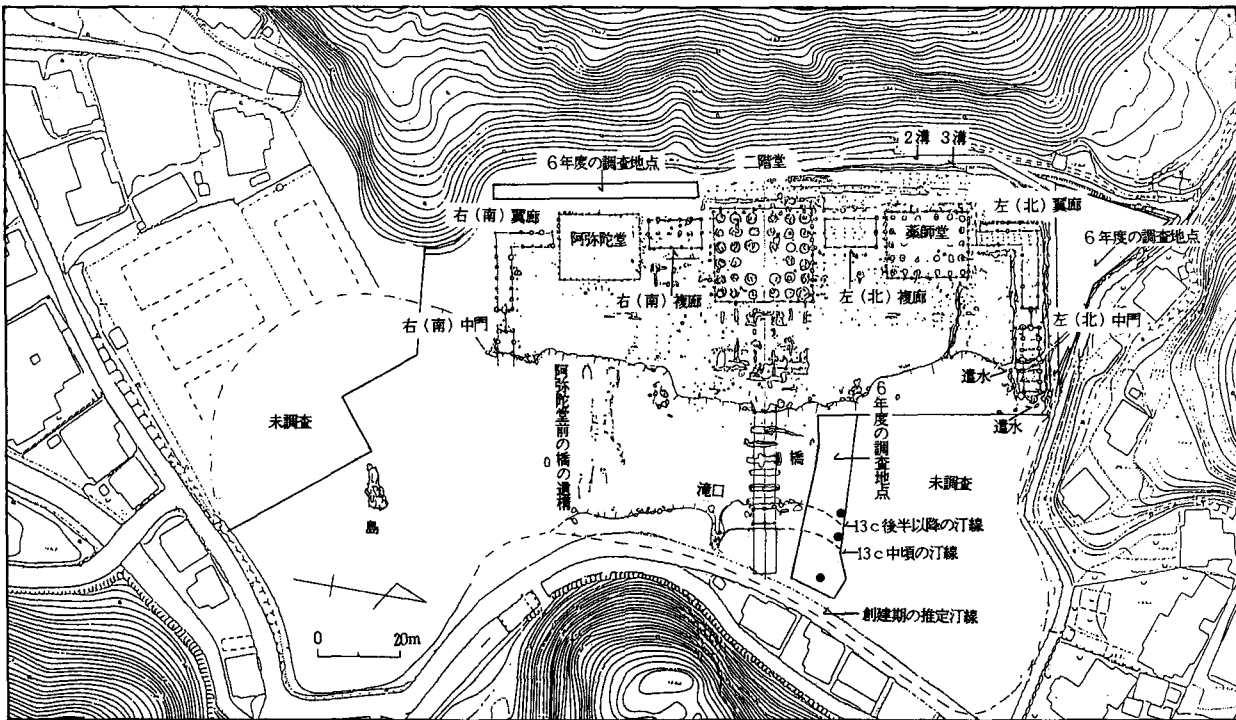 2溝 3溝
6年度の調査地点
二階堂
右(南)翼廊
左(北)翼廊
阿弥陀堂
薬師堂
6年度の調査地点
右(南)複廊
左(北)複廊
右(南)中門
左(北)中門
遣水
阿弥陀堂前の橋の遺構
6年度の調査地点
遣水
未調査
橋
未調査
滝口
島
13c後半以降の汀線
13c中頃の汀線
創建期の推定汀線
0 20m